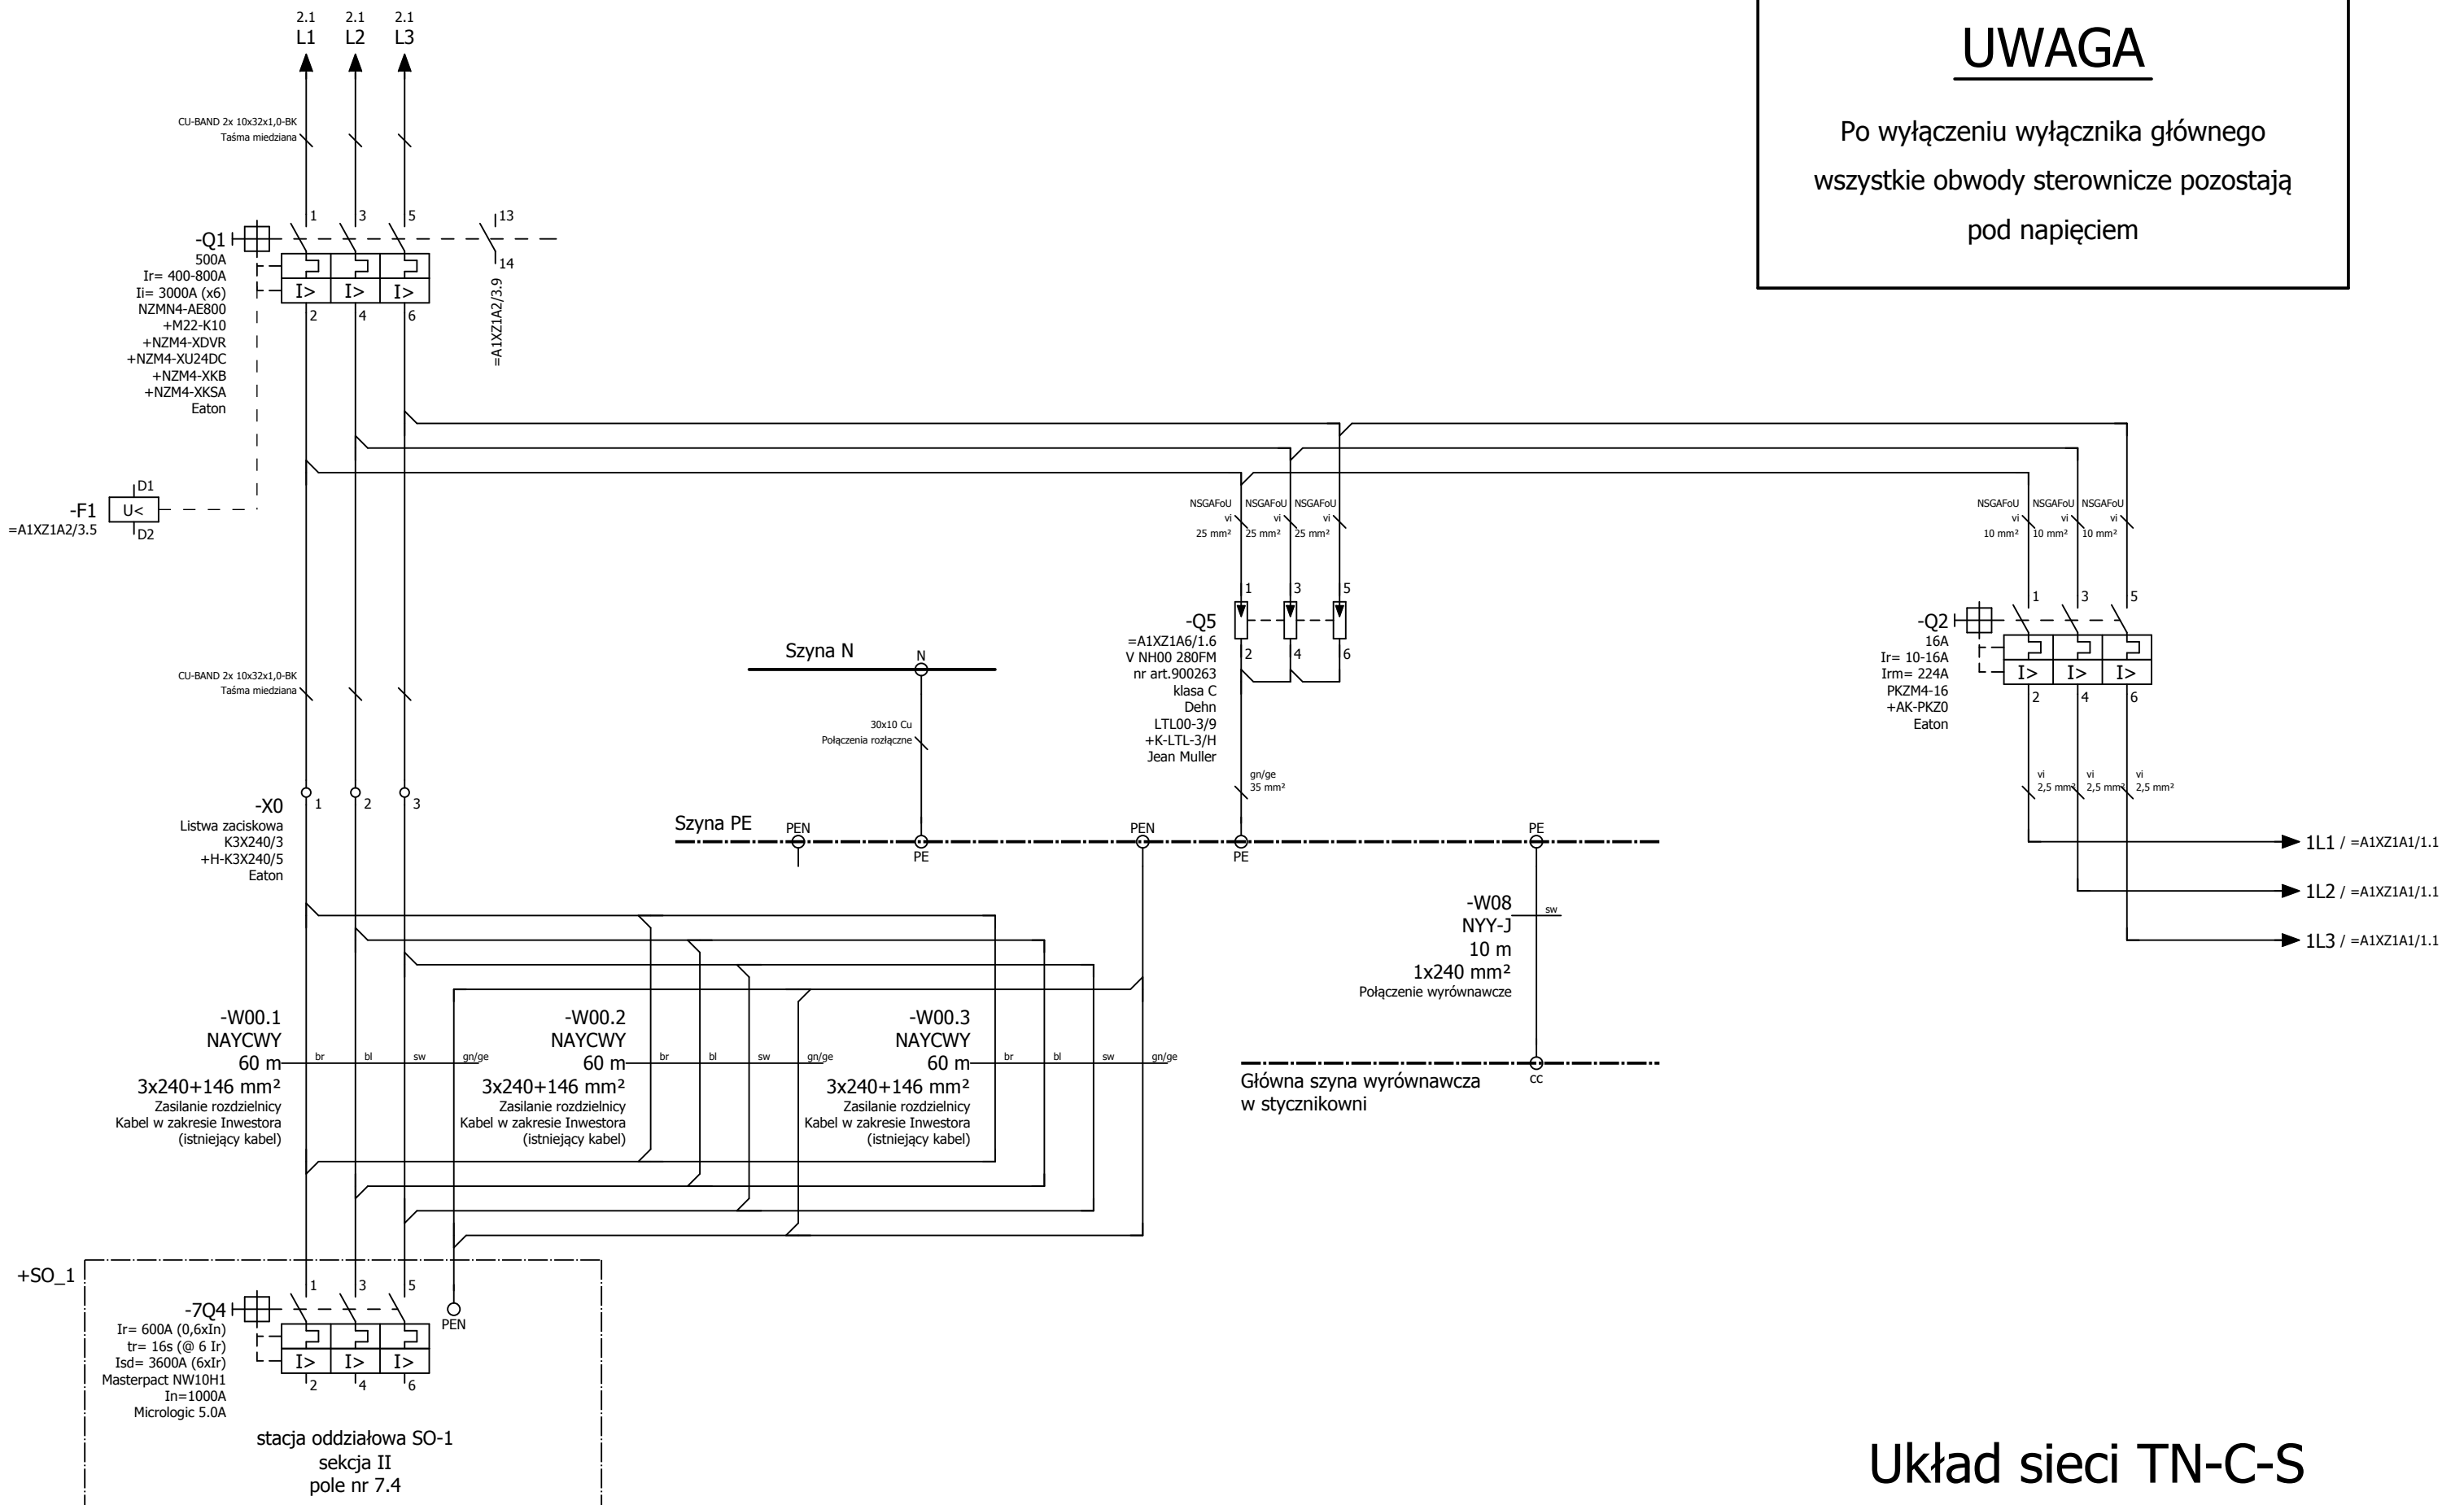 2.1 2.1 2.1
L1 L2 L3
CU-BAND 2x 10x32x1,0-BK
Taśma miedziana
UWAGA
Po wyłączeniu wyłącznika głównego
wszystkie obwody sterownicze pozostają
pod napięciem
1 3 5 13
-Q1
14
500A
Ir= 400-800A
Ii= 3000A (x6)
NZMN4-AE800
+M22-K10
+NZM4-XDVR
+NZM4-XU24DC
+NZM4-XKB
+NZM4-XKSA
Eaton
I> I> I>
2 4 6
=A1XZ1A2/3.9
-F1
=A1XZ1A2/3.5
D1
U<
D2
NSGAFoU NSGAFoU NSGAFoU
vi vi vi
25 mm² 25 mm² 25 mm²
NSGAFoU NSGAFoU NSGAFoU
vi vi vi
10 mm² 10 mm² 10 mm²
1 3 5
-Q5
=A1XZ1A6/1.6
V NH00 280FM
nr art.900263
klasa C
Dehn
LTL00-3/9
+K-LTL-3/H
Jean Muller
2 4 6
gn/ge
35 mm²
1 3 5
-Q2
16A
Ir= 10-16A
Irm= 224A
PKZM4-16
+AK-PKZ0
Eaton
I> I> I>
2 4 6
vi vi vi
2,5 mm² 2,5 mm² 2,5 mm²
1L1 / =A1XZ1A1/1.1
1L2 / =A1XZ1A1/1.1
1L3 / =A1XZ1A1/1.1
Szyna N
N
30x10 Cu
Połączenia rozłączne
CU-BAND 2x 10x32x1,0-BK
Taśma miedziana
-X0
1 2 3
Listwa zaciskowa
K3X240/3
+H-K3X240/5
Eaton
Szyna PE
PEN PEN PE
PE PE
-W08
NYY-J
10 m
1x240 mm²
Połączenie wyrównawcze
sw
cc
Główna szyna wyrównawcza
w stycznikowni
-W00.1
NAYCWY
60 m
3x240+146 mm²
Zasilanie rozdzielnicy
Kabel w zakresie Inwestora
(istniejący kabel)
br bl sw gn/ge
-W00.2
NAYCWY
60 m
3x240+146 mm²
Zasilanie rozdzielnicy
Kabel w zakresie Inwestora
(istniejący kabel)
br bl sw gn/ge
-W00.3
NAYCWY
60 m
3x240+146 mm²
Zasilanie rozdzielnicy
Kabel w zakresie Inwestora
(istniejący kabel)
br bl sw gn/ge
+SO_1
1 3 5
-7Q4
PEN
Ir= 600A (0,6xIn)
tr= 16s (@ 6 Ir)
Isd= 3600A (6xIr)
Masterpact NW10H1
In=1000A
Micrologic 5.0A
I> I> I>
2 4 6
stacja oddziałowa SO-1
sekcja II
pole nr 7.4
Układ sieci TN-C-S